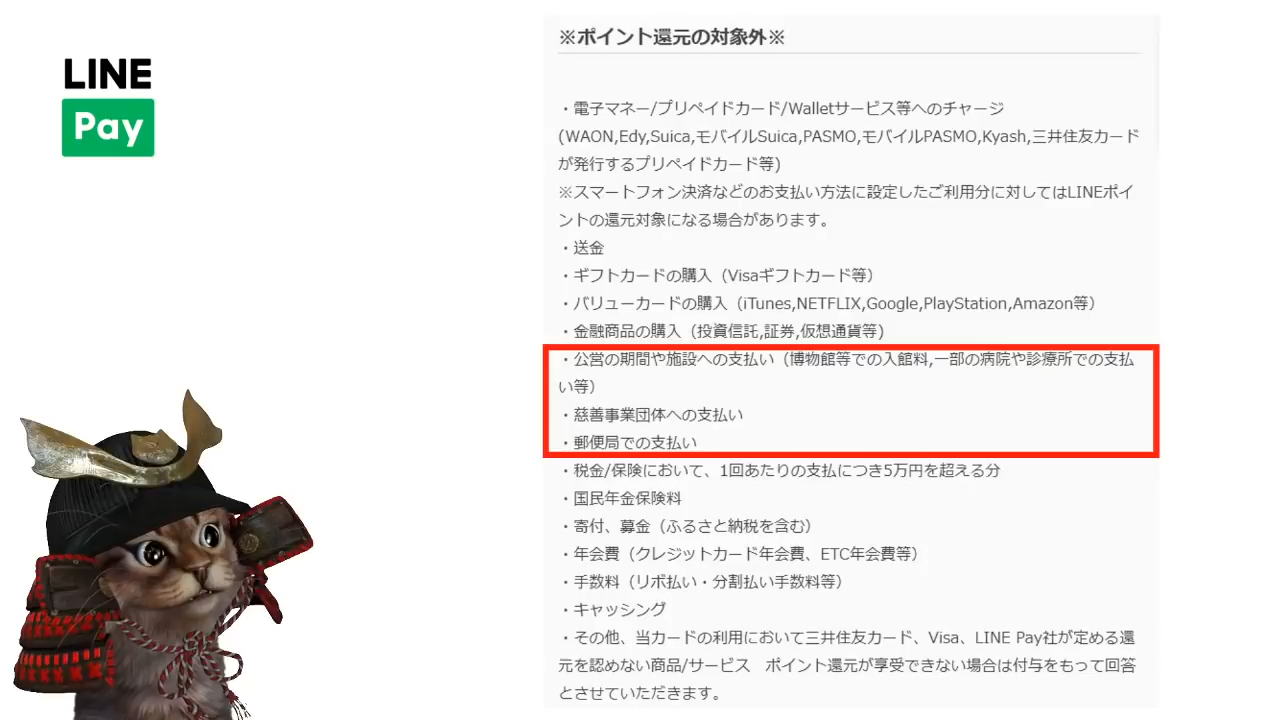 LINE
Pay
※ポイント還元の対象外※
・電子マネー/プリペイドカード/Walletサービス等へのチャージ
(WAON,Edy,Suica,モバイルSuica,PASMO,モバイルPASMO,Kyash,三井住友カード
が発行するプリペイドカード等)
※スマートフォン決済などのお支払い方法に設定したご利用分に対してはLINEポイ
ントの還元対象になる場合があります。
・送金
・ギフトカードの購入（Visaギフトカード等）
・バリューカードの購入（iTunes,NETFLIX,Google,PlayStation,Amazon等）
・金融商品の購入（投資信託,証券,仮想通貨等)
・公営の期間や施設への支払い（博物館等での入館料,一部の病院や診療所での支払
い等）
・慈善事業団体への支払い
・郵便局での支払い
・税金/保険において、1回あたりの支払につき5万円を超える分
・国民年金保険料
・寄付、募金（ふるさと納税を含む）
・年会費（クレジットカード年会費、ETC年会費等）
・手数料（リボ払い・分割払い手数料等）
・キャッシング
・その他、当カードの利用において三井住友カード、Visa、LINE Pay社が定める還
元を認めない商品/サービス　ポイント還元が享受できない場合は付与をもって回答
とさせていただきます。